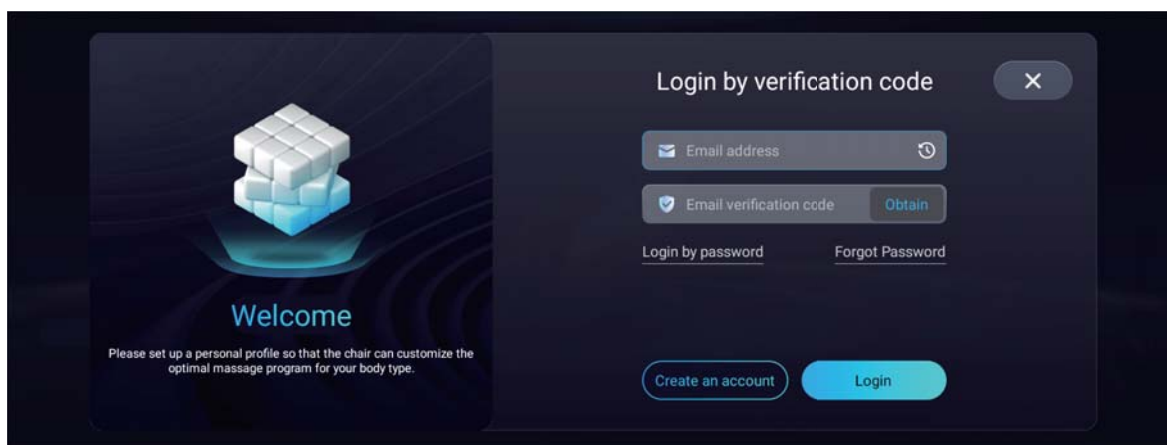 Welcome
Please set up a personal profile so that the chair can customize the
optimal massage program for your body type.
Login by verification code
Email address
Email verification code
Obtain
Login by password
Forgot Password
Create an account
Login